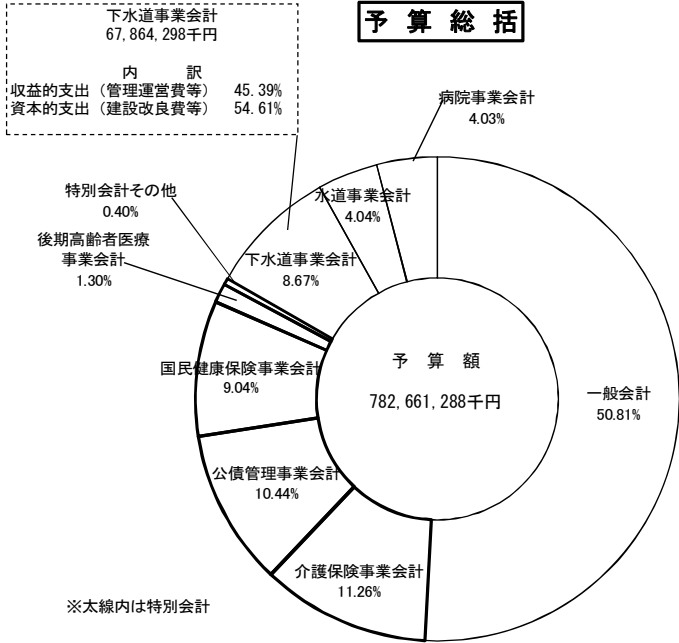 予算総括
下水道事業会計
67,864,298千円
内　　訳
収益的支出（管理運営費等）　45.39%
資本的支出（建設改良費等）　54.61%
病院事業会計
4.03%
水道事業会計
4.04%
特別会計その他
0.40%
下水道事業会計
8.67%
後期高齢者医療
事業会計
1.30%
国民健康保険事業会計
9.04%
予　算　額
782,661,288千円
一般会計
50.81%
公債管理事業会計
10.44%
介護保険事業会計
11.26%
※太線内は特別会計